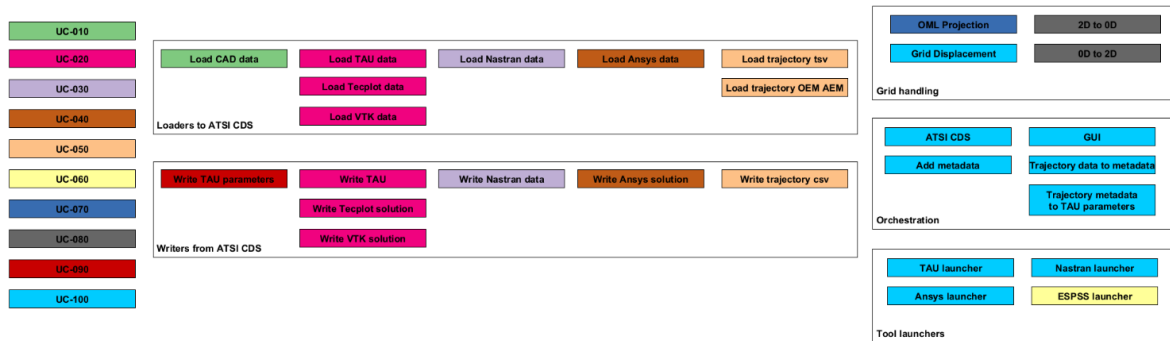 UC-010
UC-020
UC-030
UC-040
UC-050
UC-060
UC-070
UC-080
UC-090
UC-100
Load CAD data
Load TAU data
Load Nastran data
Load Ansys data
Load trajectory tsv
Load Tecplot data
Load trajectory OEM AEM
Load VTK data
Loaders to ATSI CDS
Write TAU parameters
Write TAU
Write Nastran data
Write Ansys solution
Write trajectory csv
Write Tecplot solution
Write VTK solution
Writers from ATSI CDS
OML Projection
2D to 0D
Grid Displacement
0D to 2D
Grid handling
ATSI CDS
GUI
Add metadata
Trajectory data to metadata
Trajectory metadata
to TAU parameters
Orchestration
TAU launcher
Nastran launcher
Ansys launcher
ESPSS launcher
Tool launchers